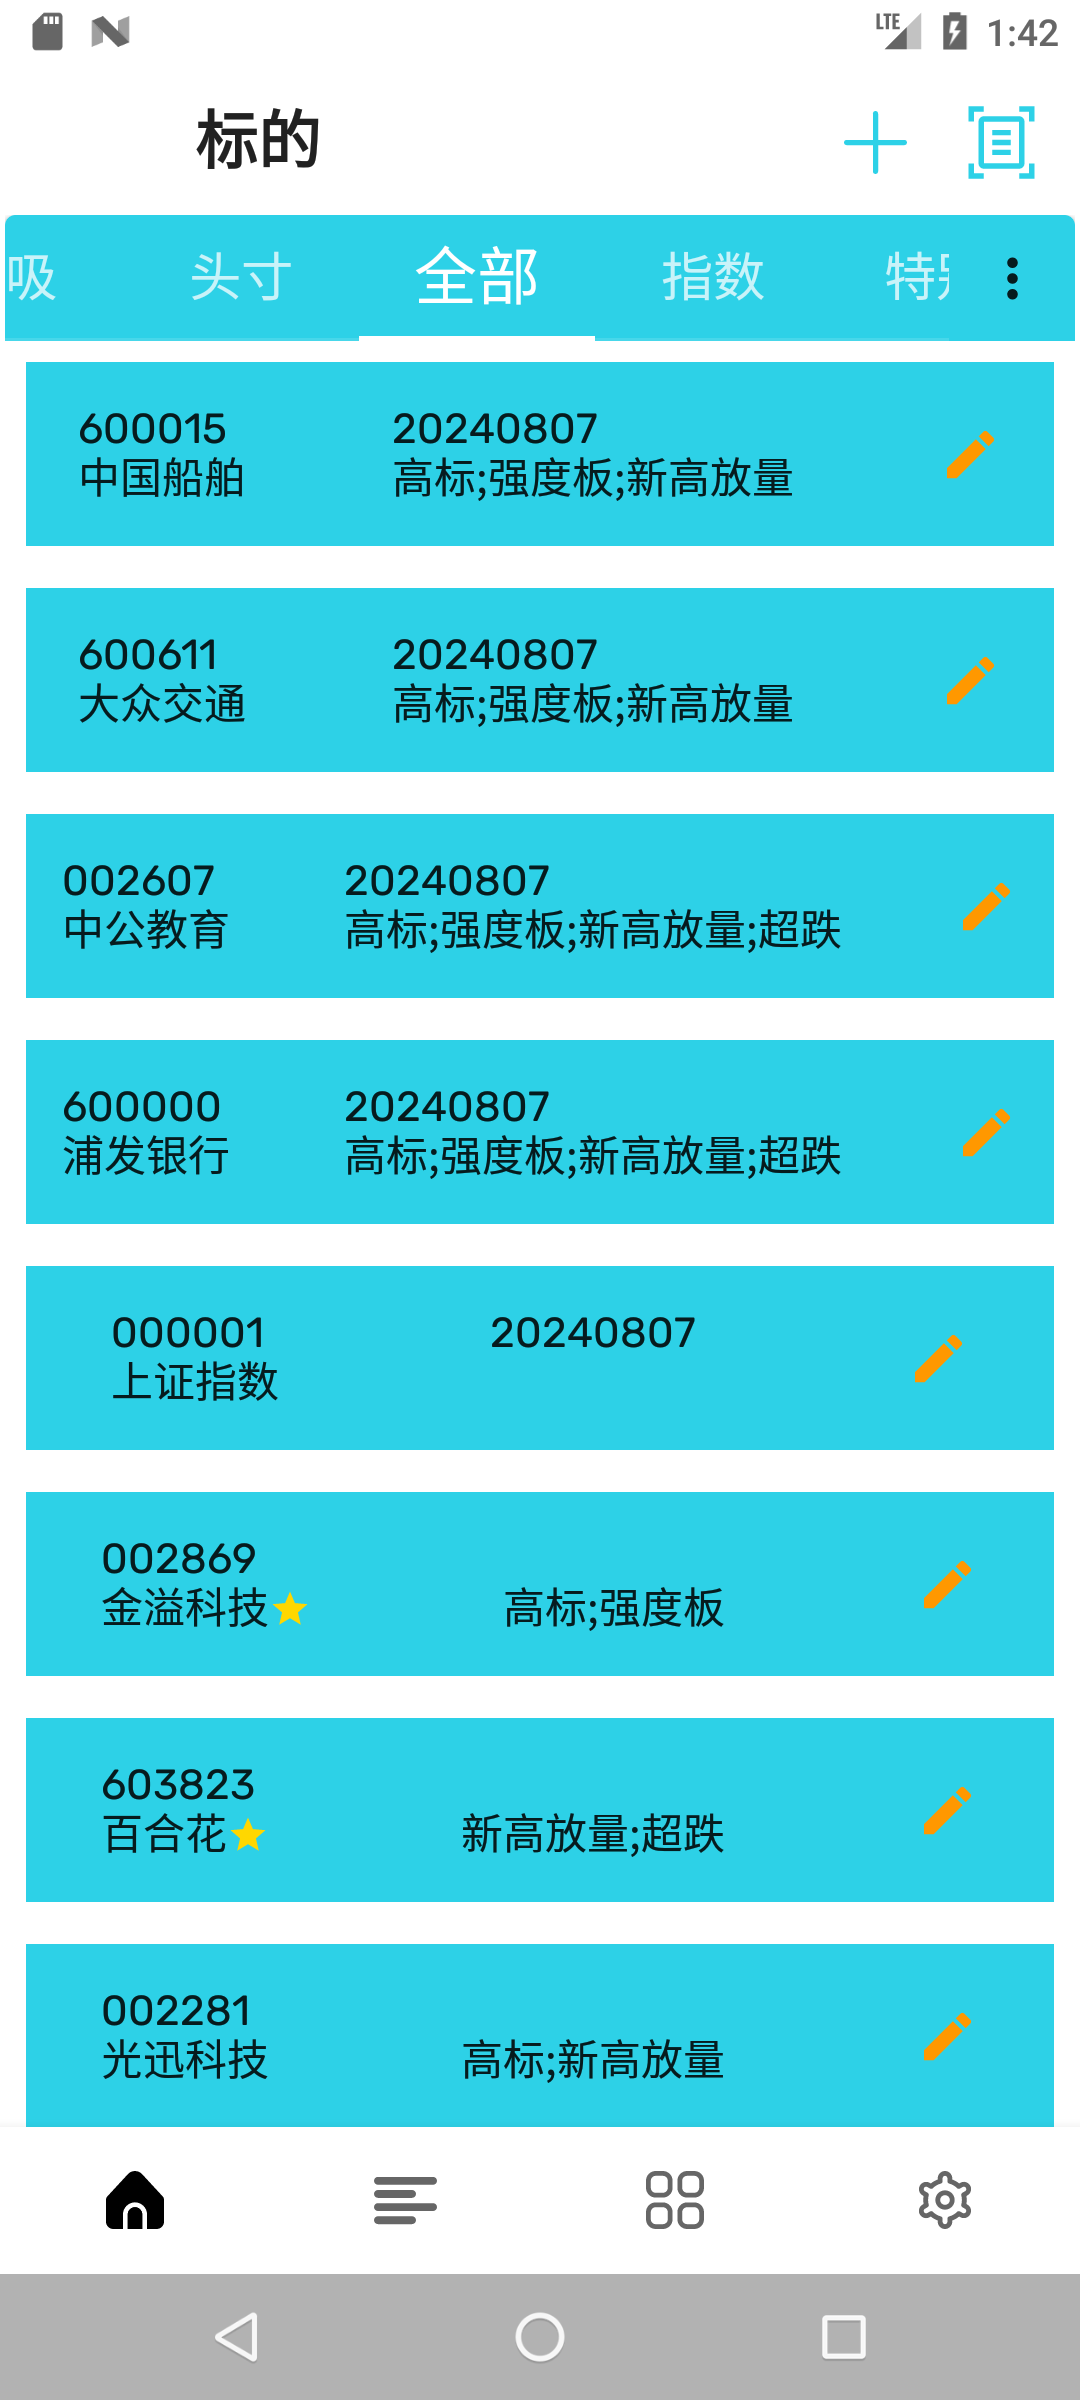 LTE 1:42
标的
吸 头寸 全部 指数 特
600015 20240807
中国船舶 高标;强度板;新高放量
600611 20240807
大众交通 高标;强度板;新高放量
002607 20240807
中公教育 高标;强度板;新高放量;超跌
600000 20240807
浦发银行 高标;强度板;新高放量;超跌
000001 20240807
上证指数
002869
金溢科技 高标;强度板
603823
百合花 新高放量;超跌
002281
光迅科技 高标;新高放量